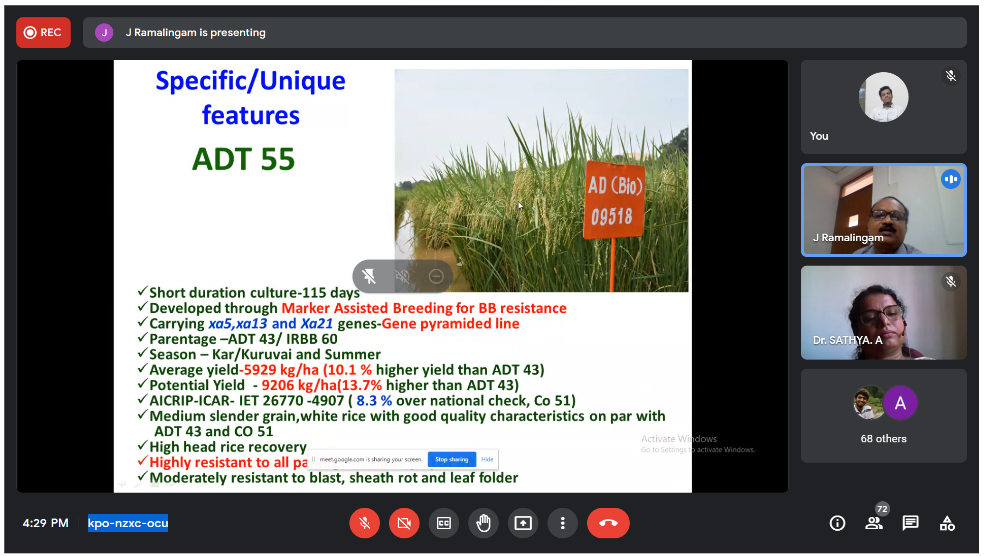 REC
J
J Ramalingam is presenting
Specific/Unique
features
ADT 55
AD (Bio)
09518
✓Short duration culture-115 days
✓Developed through Marker Assisted Breeding for BB resistance
✓Carrying xa5,xa13 and Xa21 genes-Gene pyramided line
✓Parentage –ADT 43/ IRBB 60
✓Season – Kar/Kuruvai and Summer
✓Average yield-5929 kg/ha (10.1 % higher yield than ADT 43)
✓Potential Yield - 9206 kg/ha(13.7% higher than ADT 43)
✓AICRIP-ICAR- IET 26770 -4907 ( 8.3 % over national check, Co 51)
✓Medium slender grain,white rice with good quality characteristics on par with
ADT 43 and CO 51
✓High head rice recovery
✓Highly resistant to all
meet.google.com is sharing your screen. Stop sharing Hide
✓Moderately resistant to blast, sheath rot and leaf folder
Activate Windows
Go to Settings to activate Windows.
You
J Ramalingam
Dr. SATHYA. A
A
68 others
4:29 PM kpo-nzxc-ocu
CC
72